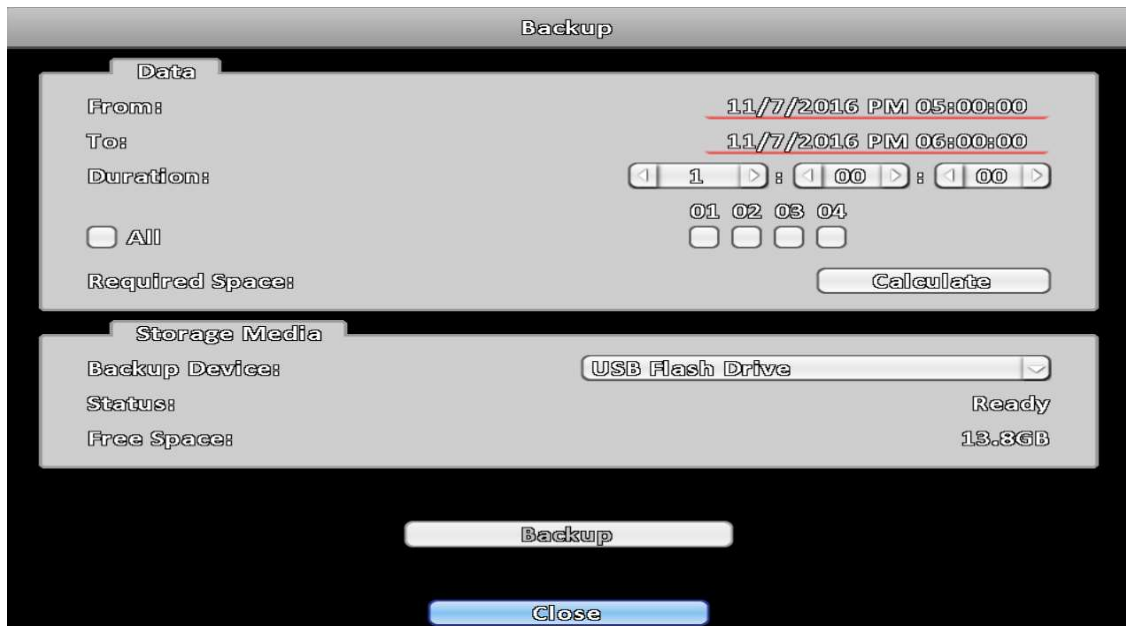 Backup
Data
From: 11/7/2016 PM 05:00:00
To: 11/7/2016 PM 06:00:00
Duration: 1 : 00 : 00
01 02 03 04
All
Required Space: Calculate
Storage Media
Backup Device: USB Flash Drive
Status: Ready
Free Space: 13.8GB
Backup
Close